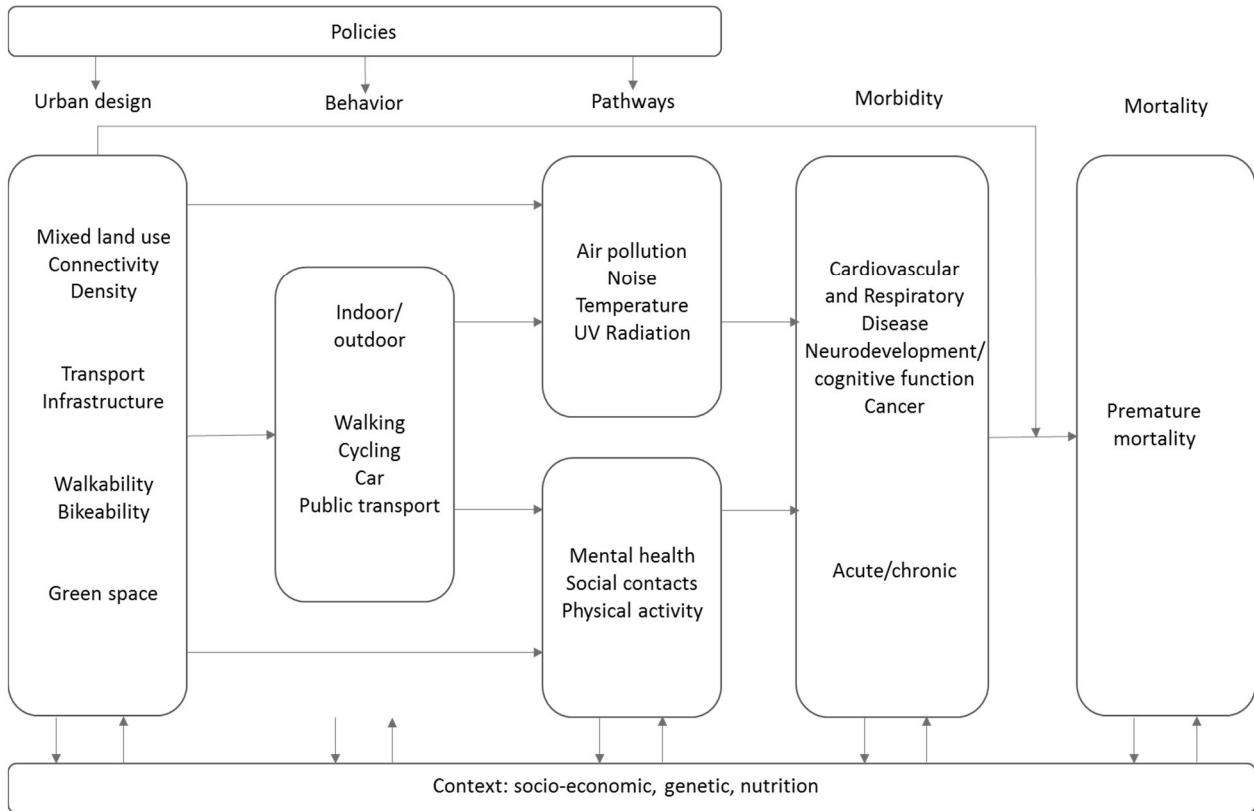 Policies
Urban design
Behavior
Pathways
Morbidity
Mortality
Mixed land use
Connectivity
Density
Transport
Infrastructure
Walkability
Bikeability
Green space
Indoor/
outdoor
Walking
Cycling
Car
Public transport
Air pollution
Noise
Temperature
UV Radiation
Mental health
Social contacts
Physical activity
Cardiovascular
and Respiratory
Disease
Neurodevelopment/
cognitive function
Cancer
Acute/chronic
Premature
mortality
Context: socio-economic, genetic, nutrition